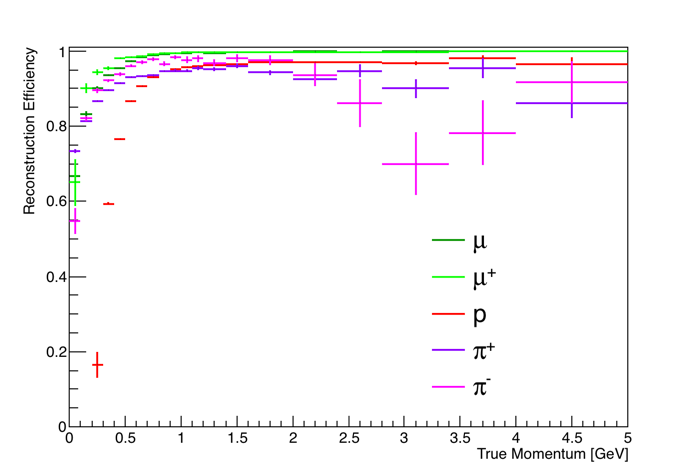 Reconstruction Efficiency
1
0.8
0.6
0.4
0.2
0
μ
μ⁺
p
π⁺
π⁻
0 0.5 1 1.5 2 2.5 3 3.5 4 4.5 5
True Momentum [GeV]